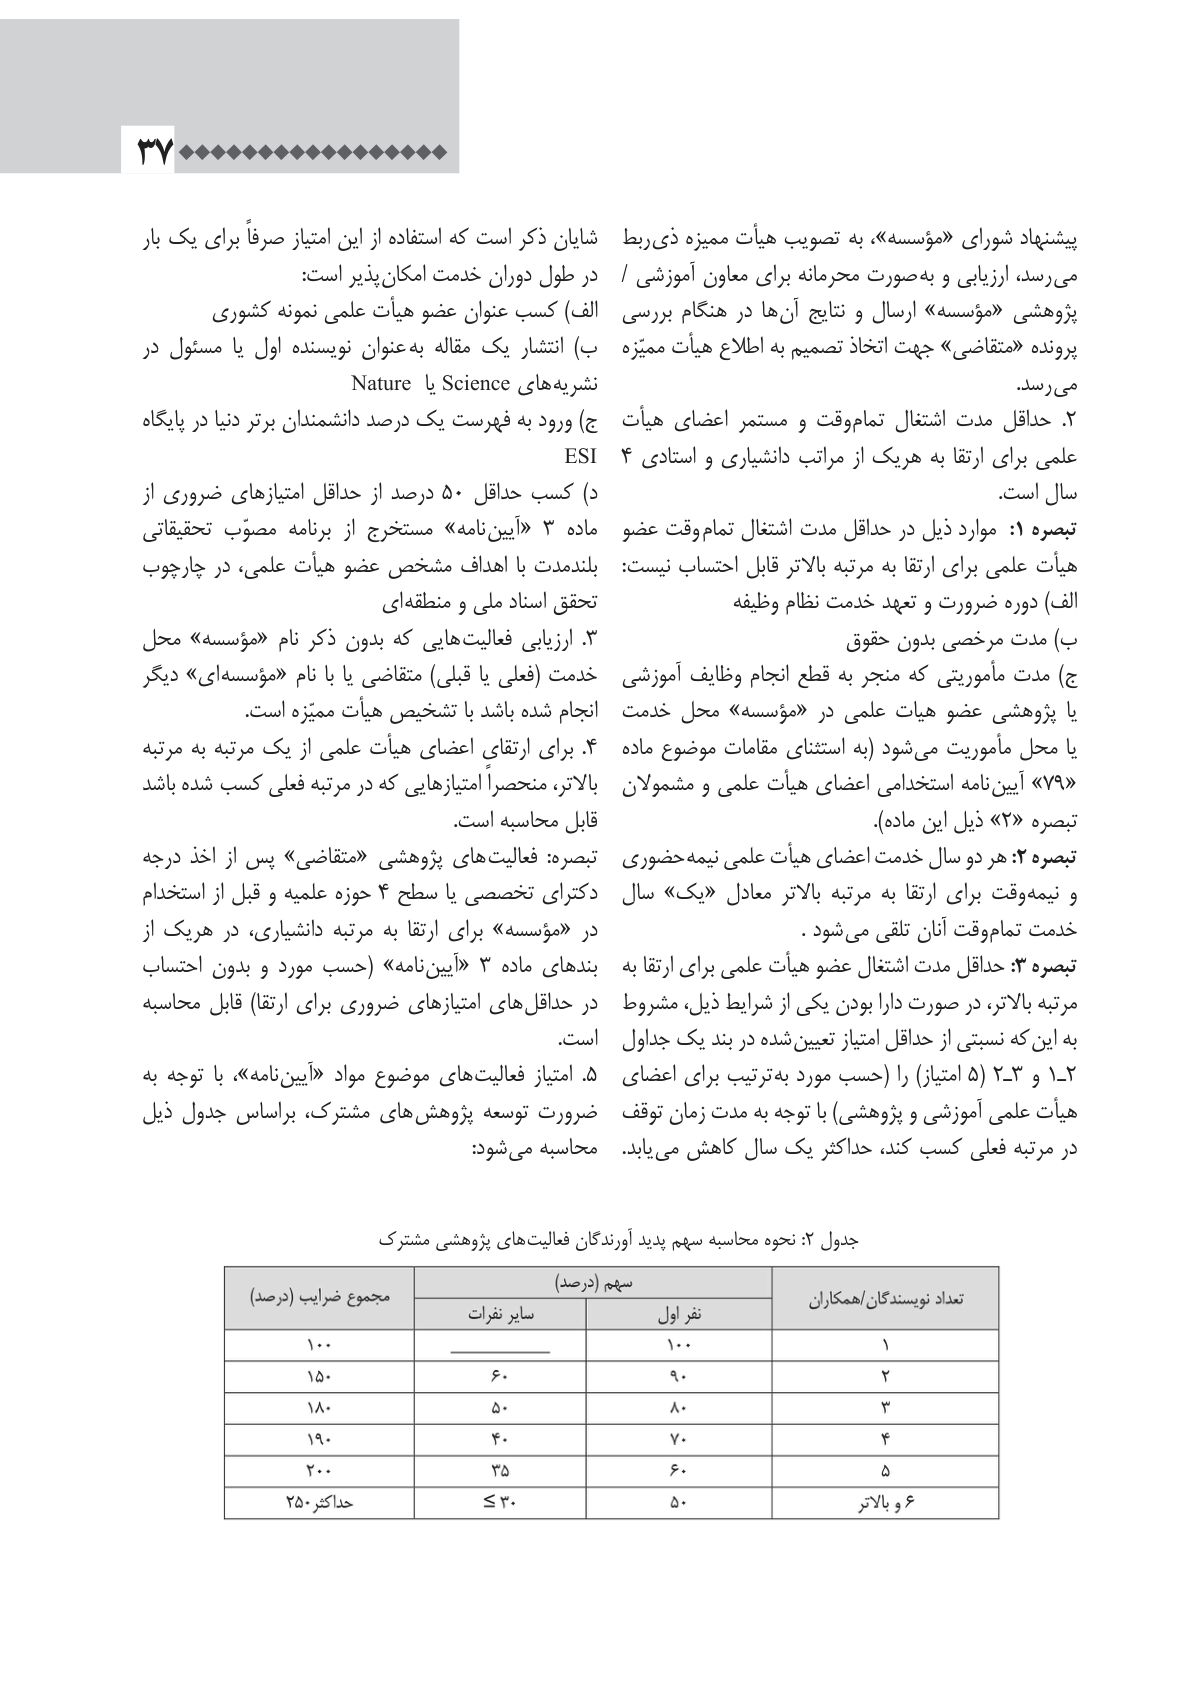 ۳۷
پیشنهاد شورای «مؤسسه»، به تصویب هیأت ممیزه ذی‌ربط
می‌رسد، ارزیابی و به‌صورت محرمانه برای معاون آموزشی /
پژوهشی «مؤسسه» ارسال و نتایج آن‌ها در هنگام بررسی
پرونده «متقاضی» جهت اتخاذ تصمیم به اطلاع هیأت ممیّزه
می‌رسد.
۲. حداقل مدت اشتغال تمام‌وقت و مستمر اعضای هیأت
علمی برای ارتقا به هریک از مراتب دانشیاری و استادی ۴
سال است.
تبصره ۱: موارد ذیل در حداقل مدت اشتغال تمام‌وقت عضو
هیأت علمی برای ارتقا به مرتبه بالاتر قابل احتساب نیست:
الف) دوره ضرورت و تعهد خدمت نظام وظیفه
ب) مدت مرخصی بدون حقوق
ج) مدت مأموریتی که منجر به قطع انجام وظایف آموزشی
یا پژوهشی عضو هیات علمی در «مؤسسه» محل خدمت
یا محل مأموریت می‌شود (به استثنای مقامات موضوع ماده
«۷۹» آیین‌نامه استخدامی اعضای هیأت علمی و مشمولان
تبصره «۲» ذیل این ماده).
تبصره ۲: هر دو سال خدمت اعضای هیأت علمی نیمه‌حضوری
و نیمه‌وقت برای ارتقا به مرتبه بالاتر معادل «یک» سال
خدمت تمام‌وقت آنان تلقی می‌شود .
تبصره ۳: حداقل مدت اشتغال عضو هیأت علمی برای ارتقا به
مرتبه بالاتر، در صورت دارا بودن یکی از شرایط ذیل، مشروط
به این‌که نسبتی از حداقل امتیاز تعیین‌شده در بند یک جداول
۲ـ۱ و ۳ـ۲ (۵ امتیاز) را (حسب مورد به‌ترتیب برای اعضای
هیأت علمی آموزشی و پژوهشی) با توجه به مدت زمان توقف
در مرتبه فعلی کسب کند، حداکثر یک سال کاهش می‌یابد.
شایان ذکر است که استفاده از این امتیاز صرفاً برای یک بار
در طول دوران خدمت امکان‌پذیر است:
الف) کسب عنوان عضو هیأت علمی نمونه کشوری
ب) انتشار یک مقاله به‌عنوان نویسنده اول یا مسئول در
نشریه‌های Science یا Nature
ج) ورود به فهرست یک درصد دانشمندان برتر دنیا در پایگاه
ESI
د) کسب حداقل ۵۰ درصد از حداقل امتیازهای ضروری از
ماده ۳ «آیین‌نامه» مستخرج از برنامه مصوّب تحقیقاتی
بلندمدت با اهداف مشخص عضو هیأت علمی، در چارچوب
تحقق اسناد ملی و منطقه‌ای
۳. ارزیابی فعالیت‌هایی که بدون ذکر نام «مؤسسه» محل
خدمت (فعلی یا قبلی) متقاضی یا با نام «مؤسسه‌ای» دیگر
انجام شده باشد با تشخیص هیأت ممیّزه است.
۴. برای ارتقای اعضای هیأت علمی از یک مرتبه به مرتبه
بالاتر، منحصراً امتیازهایی که در مرتبه فعلی کسب شده باشد
قابل محاسبه است.
تبصره: فعالیت‌های پژوهشی «متقاضی» پس از اخذ درجه
دکترای تخصصی یا سطح ۴ حوزه علمیه و قبل از استخدام
در «مؤسسه» برای ارتقا به مرتبه دانشیاری، در هریک از
بندهای ماده ۳ «آیین‌نامه» (حسب مورد و بدون احتساب
در حداقل‌های امتیازهای ضروری برای ارتقا) قابل محاسبه
است.
۵. امتیاز فعالیت‌های موضوع مواد «آیین‌نامه»، با توجه به
ضرورت توسعه پژوهش‌های مشترک، براساس جدول ذیل
محاسبه می‌شود:
جدول ۲: نحوه محاسبه سهم پدید آورندگان فعالیت‌های پژوهشی مشترک
تعداد نویسندگان/همکاران سهم (درصد) مجموع ضرایب (درصد)
نفر اول سایر نفرات
۱ ۱۰۰ ــــــــــــ ۱۰۰
۲ ۹۰ ۶۰ ۱۵۰
۳ ۸۰ ۵۰ ۱۸۰
۴ ۷۰ ۴۰ ۱۹۰
۵ ۶۰ ۳۵ ۲۰۰
۶ و بالاتر ۵۰ ۳۰ ≥ حداکثر ۲۵۰